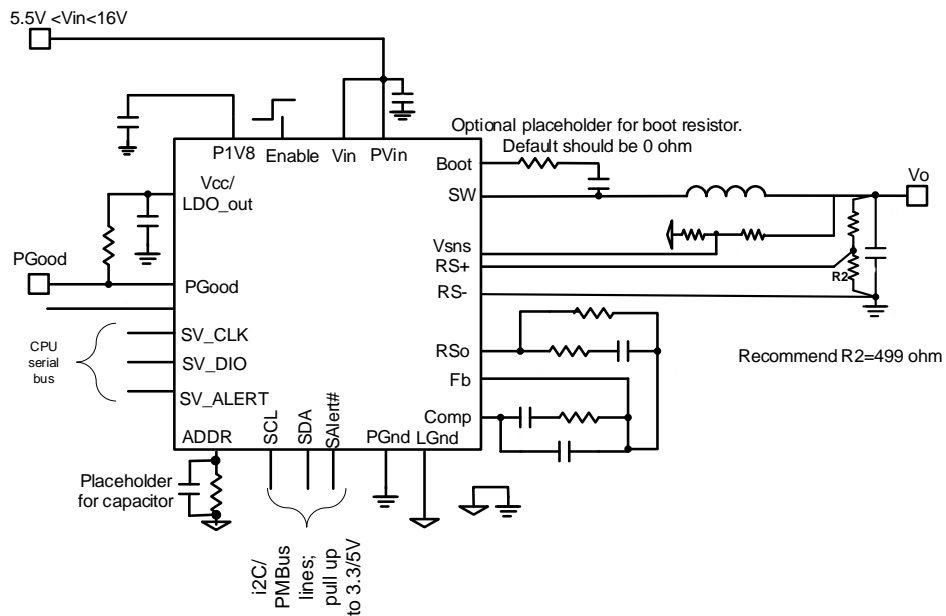 5.5V <Vin<16V
Optional placeholder for boot resistor.
Default should be 0 ohm
P1V8
Enable
Vin
PVin
Boot
Vcc/
LDO_out
SW
Vo
Vsns
PGood
RS+
R2
PGood
RS-
SV_CLK
CPU
serial
bus
RSo
Recommend R2=499 ohm
SV_DIO
Fb
SV_ALERT
Comp
ADDR
SCL
SDA
SAlert#
PGnd
LGnd
Placeholder
for capacitor
i2C/
PMBus
lines;
pull up
to 3.3/5V